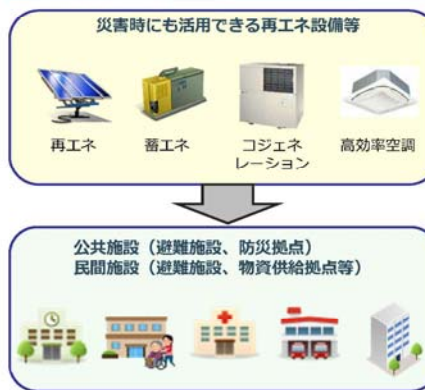 災害時にも活用できる再エネ設備等
再エネ
蓄エネ
コジェネ
レーション
高効率空調
公共施設（避難施設、防災拠点）
民間施設（避難施設、物資供給拠点等）